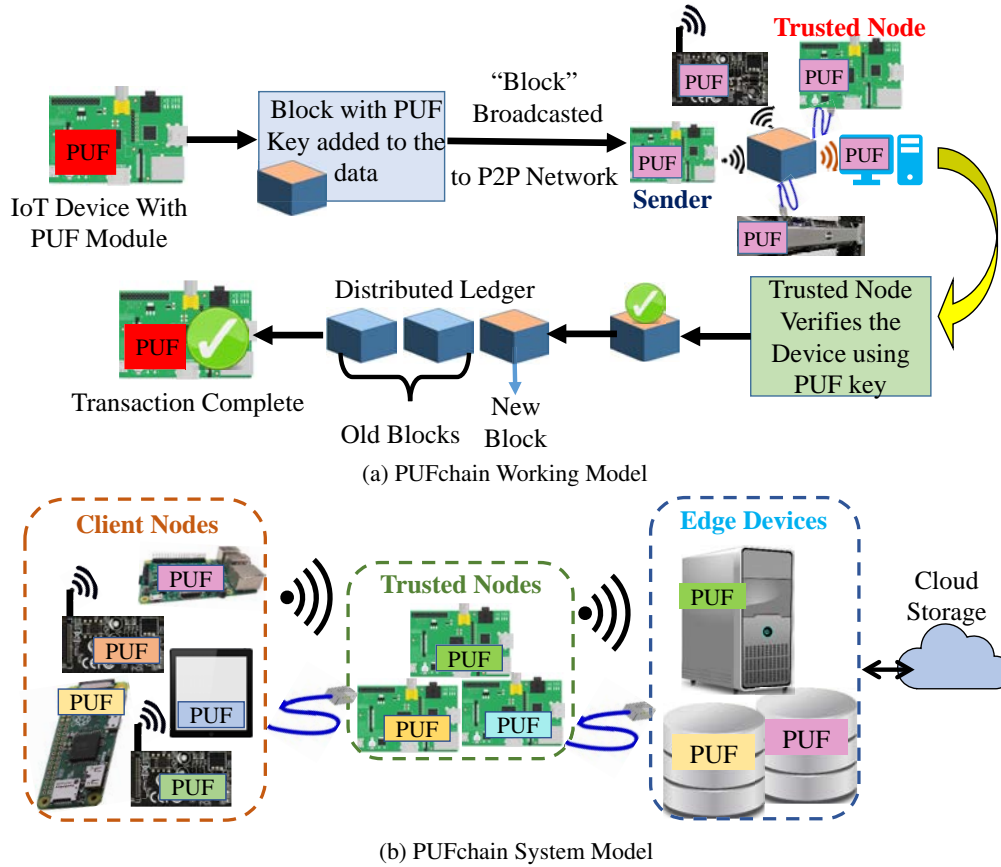 PUF
IoT Device With
PUF Module
Block with PUF
Key added to the
data
“Block”
Broadcasted
to P2P Network
Trusted Node
PUF
PUF
PUF
PUF
PUF
Sender
Trusted Node
Verifies the
Device using
PUF key
Distributed Ledger
PUF
Transaction Complete
Old Blocks
New
Block
(a) PUFchain Working Model
Client Nodes
PUF
PUF
PUF
PUF
PUF
Trusted Nodes
PUF
PUF
PUF
Edge Devices
PUF
PUF
PUF
Cloud
Storage
(b) PUFchain System Model